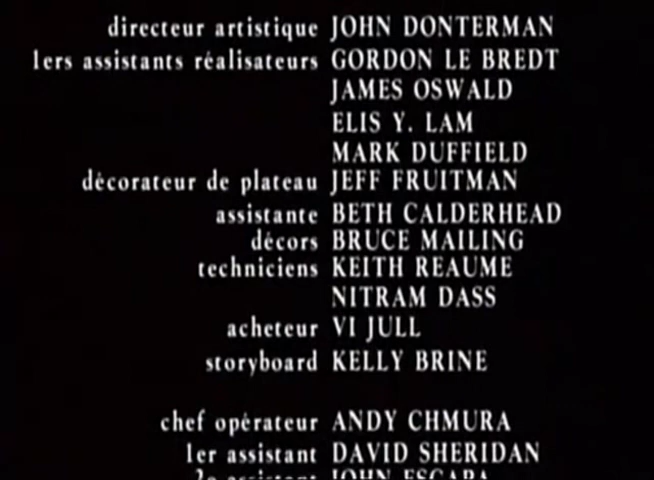 directeur artistique JOHN DONTERMAN
1ers assistants réalisateurs GORDON LE BREDT
JAMES OSWALD
ELIS Y. LAM
MARK DUFFIELD
décorateur de plateau JEFF FRUITMAN
assistante BETH CALDERHEAD
décors BRUCE MAILING
techniciens KEITH REAUME
NITRAM DASS
acheteur VI JULL
storyboard KELLY BRINE
chef opérateur ANDY CHMURA
1er assistant DAVID SHERIDAN
2e assistant JOHN